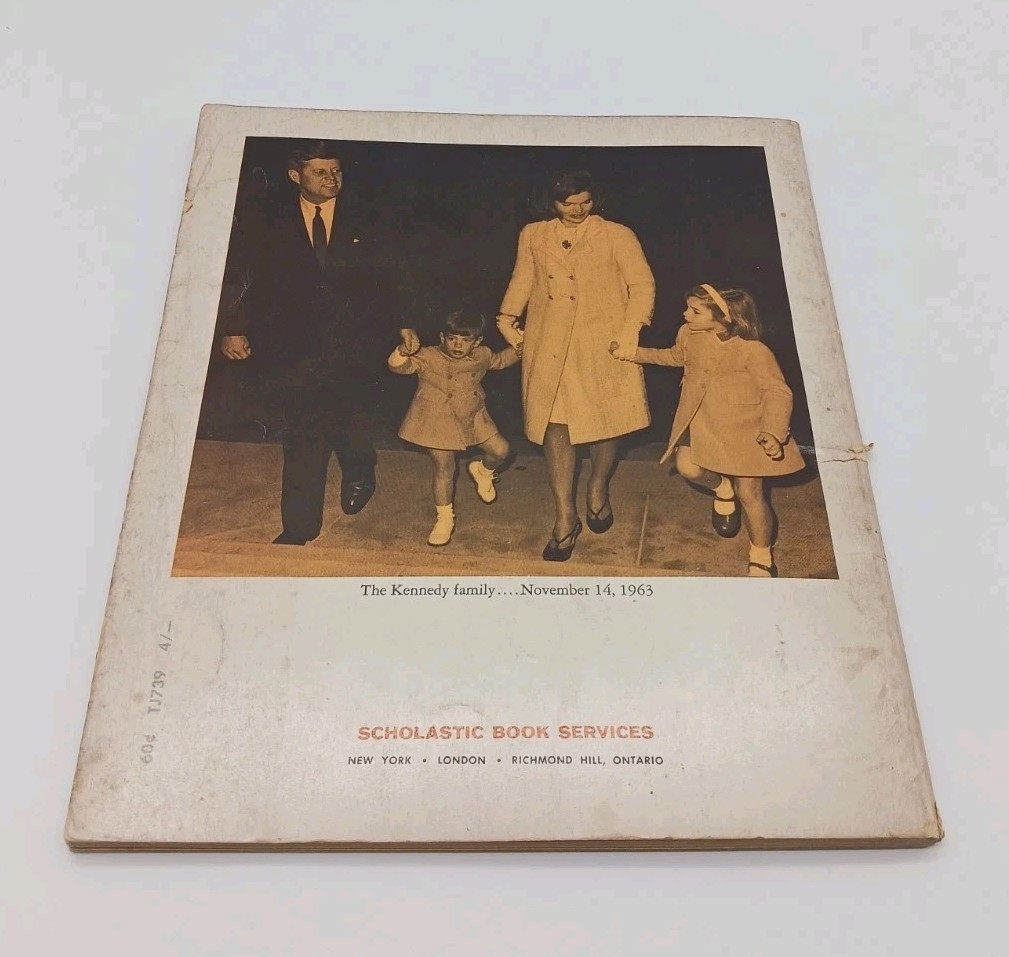 The Kennedy family....November 14, 1963
60¢ TJ739 4/—
SCHOLASTIC BOOK SERVICES
NEW YORK • LONDON • RICHMOND HILL, ONTARIO